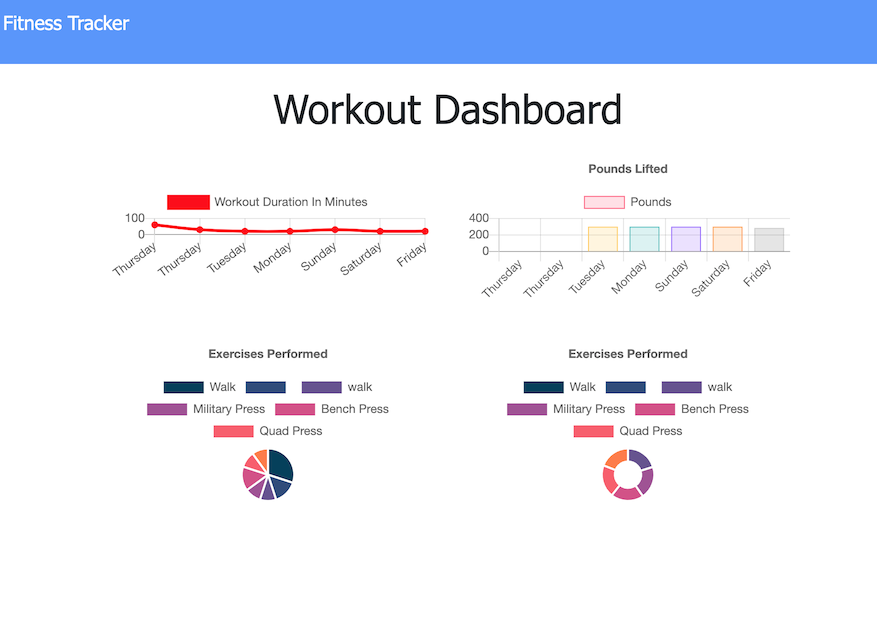 Fitness Tracker
Workout Dashboard
Workout Duration In Minutes
100
0
Thursday Thursday Tuesday Monday Sunday Saturday Friday
Pounds Lifted
Pounds
400
200
0
Thursday Thursday Tuesday Monday Sunday Saturday Friday
Exercises Performed
Walk walk
Military Press Bench Press
Quad Press
Exercises Performed
Walk walk
Military Press Bench Press
Quad Press